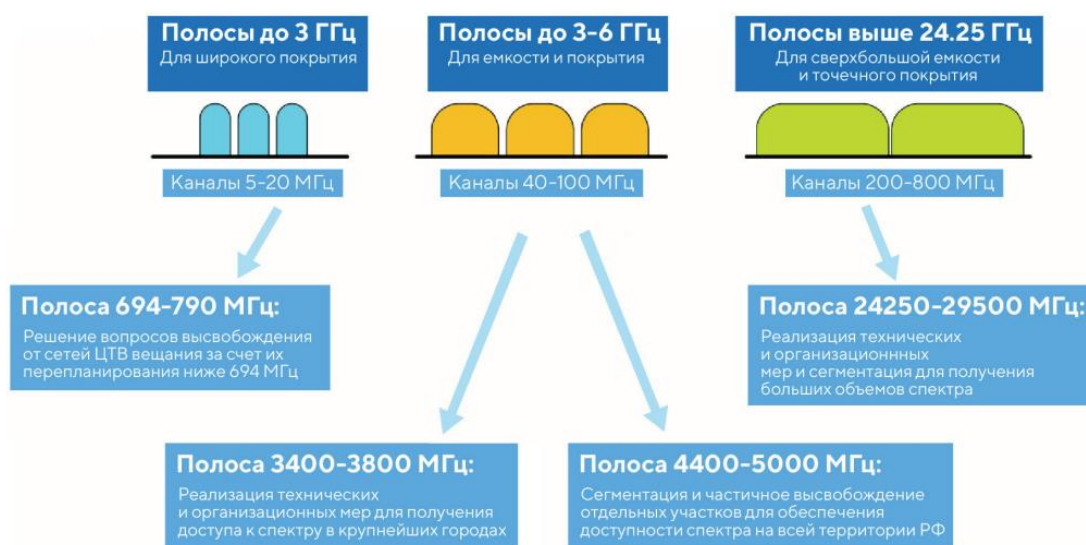 Полосы до 3 ГГц
Для широкого покрытия
Полосы до 3-6 ГГц
Для емкости и покрытия
Полосы выше 24.25 ГГц
Для сверхбольшой емкости
и точечного покрытия
Каналы 5-20 МГц
Каналы 40-100 МГц
Каналы 200-800 МГц
Полоса 694-790 МГц:
Решение вопросов высвобождения
от сетей ЦТВ вещания за счет их
перепланирования ниже 694 МГц
Полоса 24250-29500 МГц:
Реализация технических
и организационнных
мер и сегментация для получения
больших объемов спектра
Полоса 3400-3800 МГц:
Реализация технических
и организационных мер для получения
доступа к спектру в крупнейших городах
Полоса 4400-5000 МГц:
Сегментация и частичное высвобождение
отдельных участков для обеспечения
доступности спектра на всей территории РФ